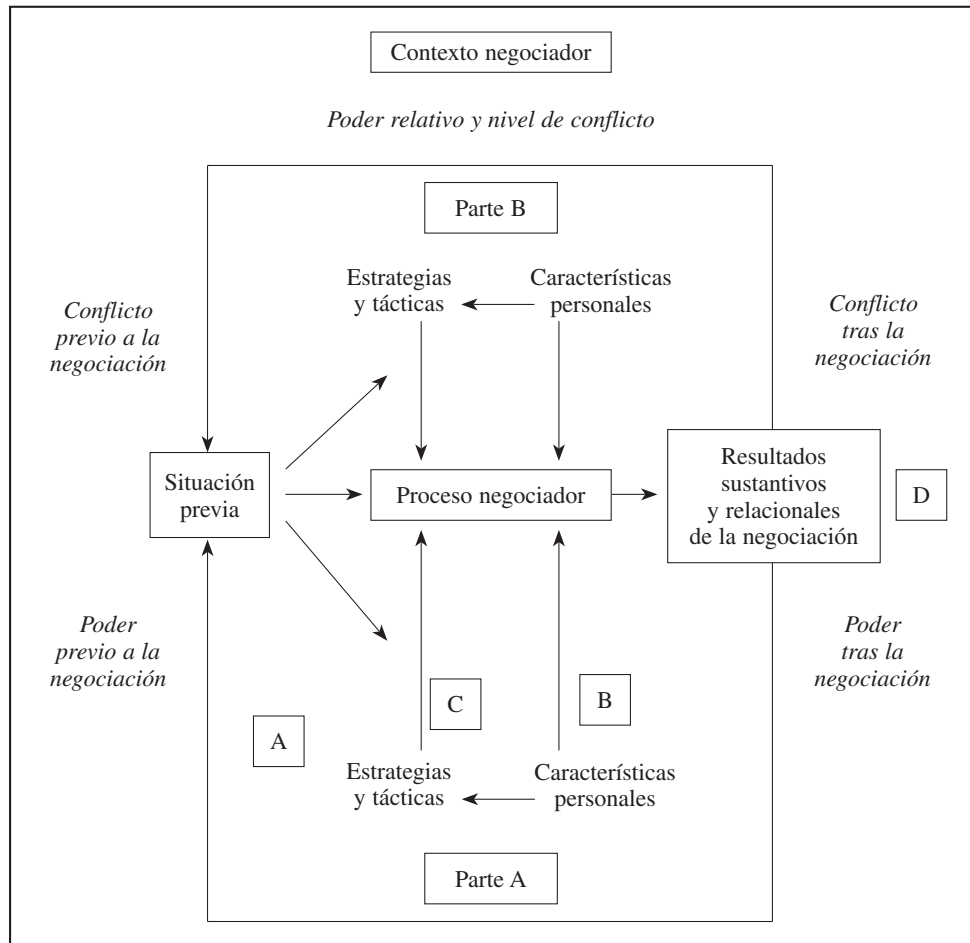 Contexto negociador
Poder relativo y nivel de conflicto
Parte B
Estrategias
y tácticas
Características
personales
Conflicto
previo a la
negociación
Conflicto
tras la
negociación
Situación
previa
Proceso negociador
Resultados
sustantivos
y relacionales
de la negociación
D
Poder
previo a la
negociación
Poder
tras la
negociación
A
C
B
Estrategias
y tácticas
Características
personales
Parte A